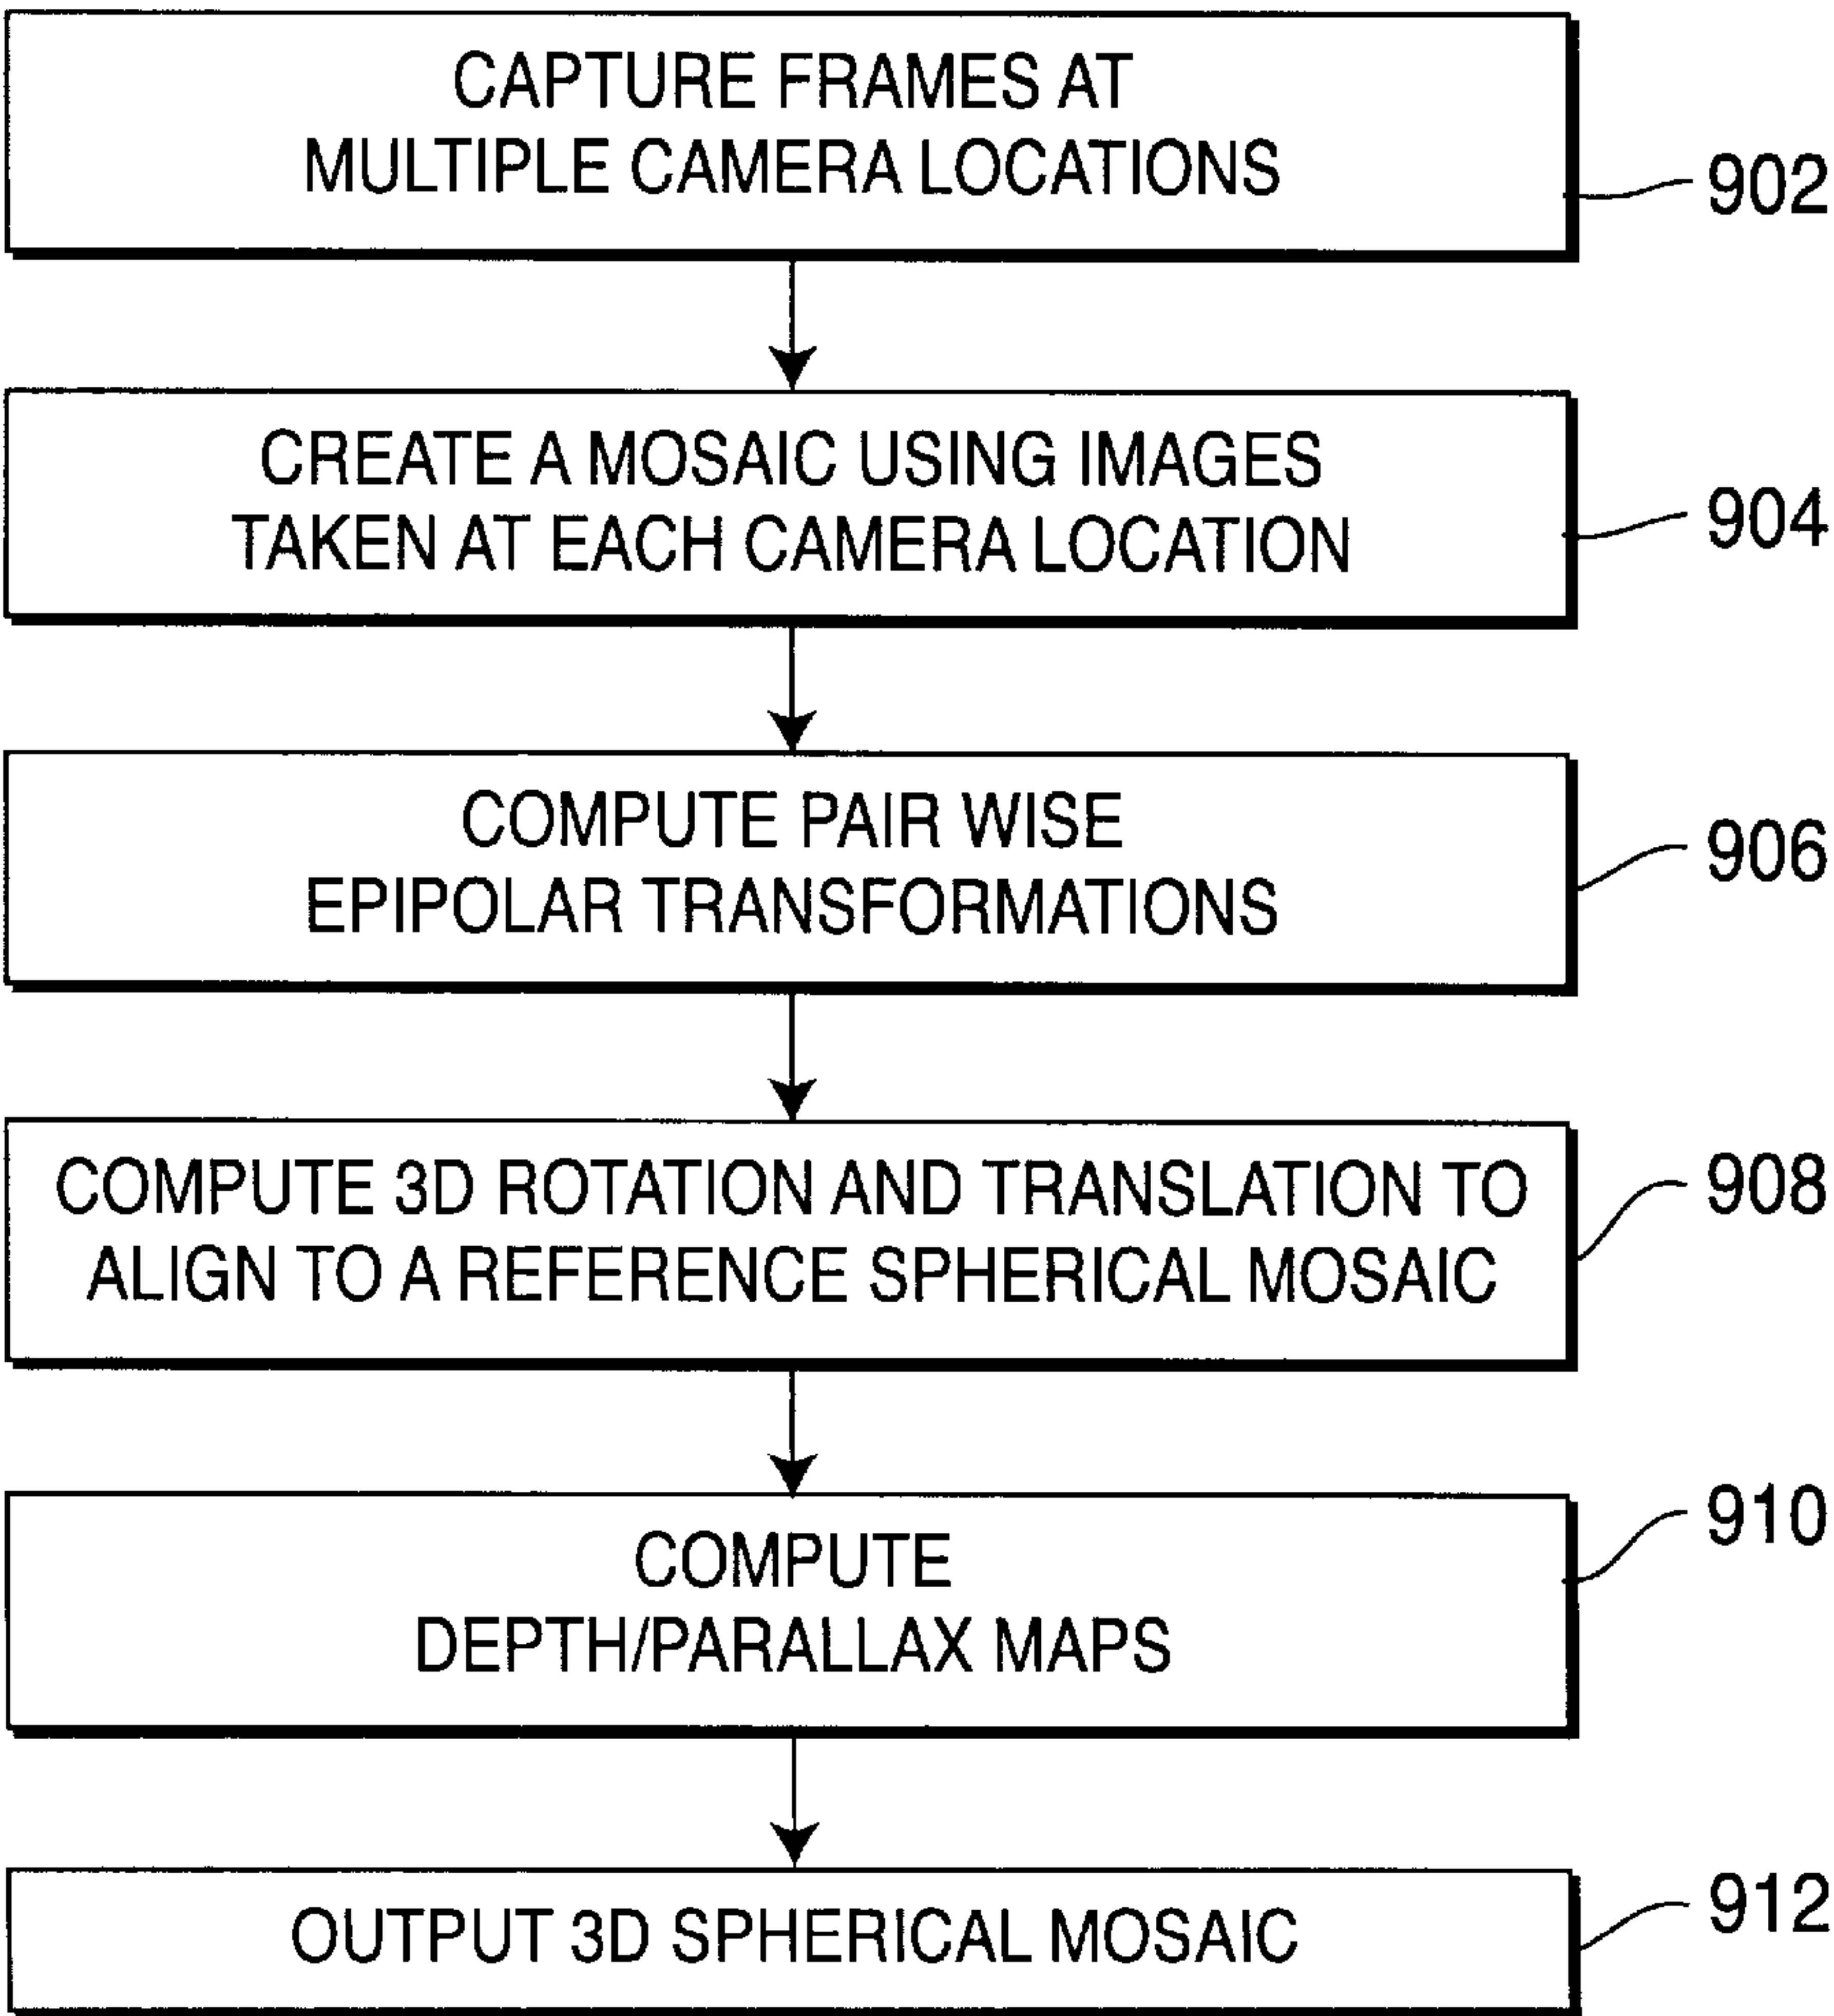 CAPTURE FRAMES AT
MULTIPLE CAMERA LOCATIONS
902
CREATE A MOSAIC USING IMAGES
TAKEN AT EACH CAMERA LOCATION
904
COMPUTE PAIR WISE
EPIPOLAR TRANSFORMATIONS
906
COMPUTE 3D ROTATION AND TRANSLATION TO
ALIGN TO A REFERENCE SPHERICAL MOSAIC
908
COMPUTE
DEPTH/PARALLAX MAPS
910
OUTPUT 3D SPHERICAL MOSAIC
912